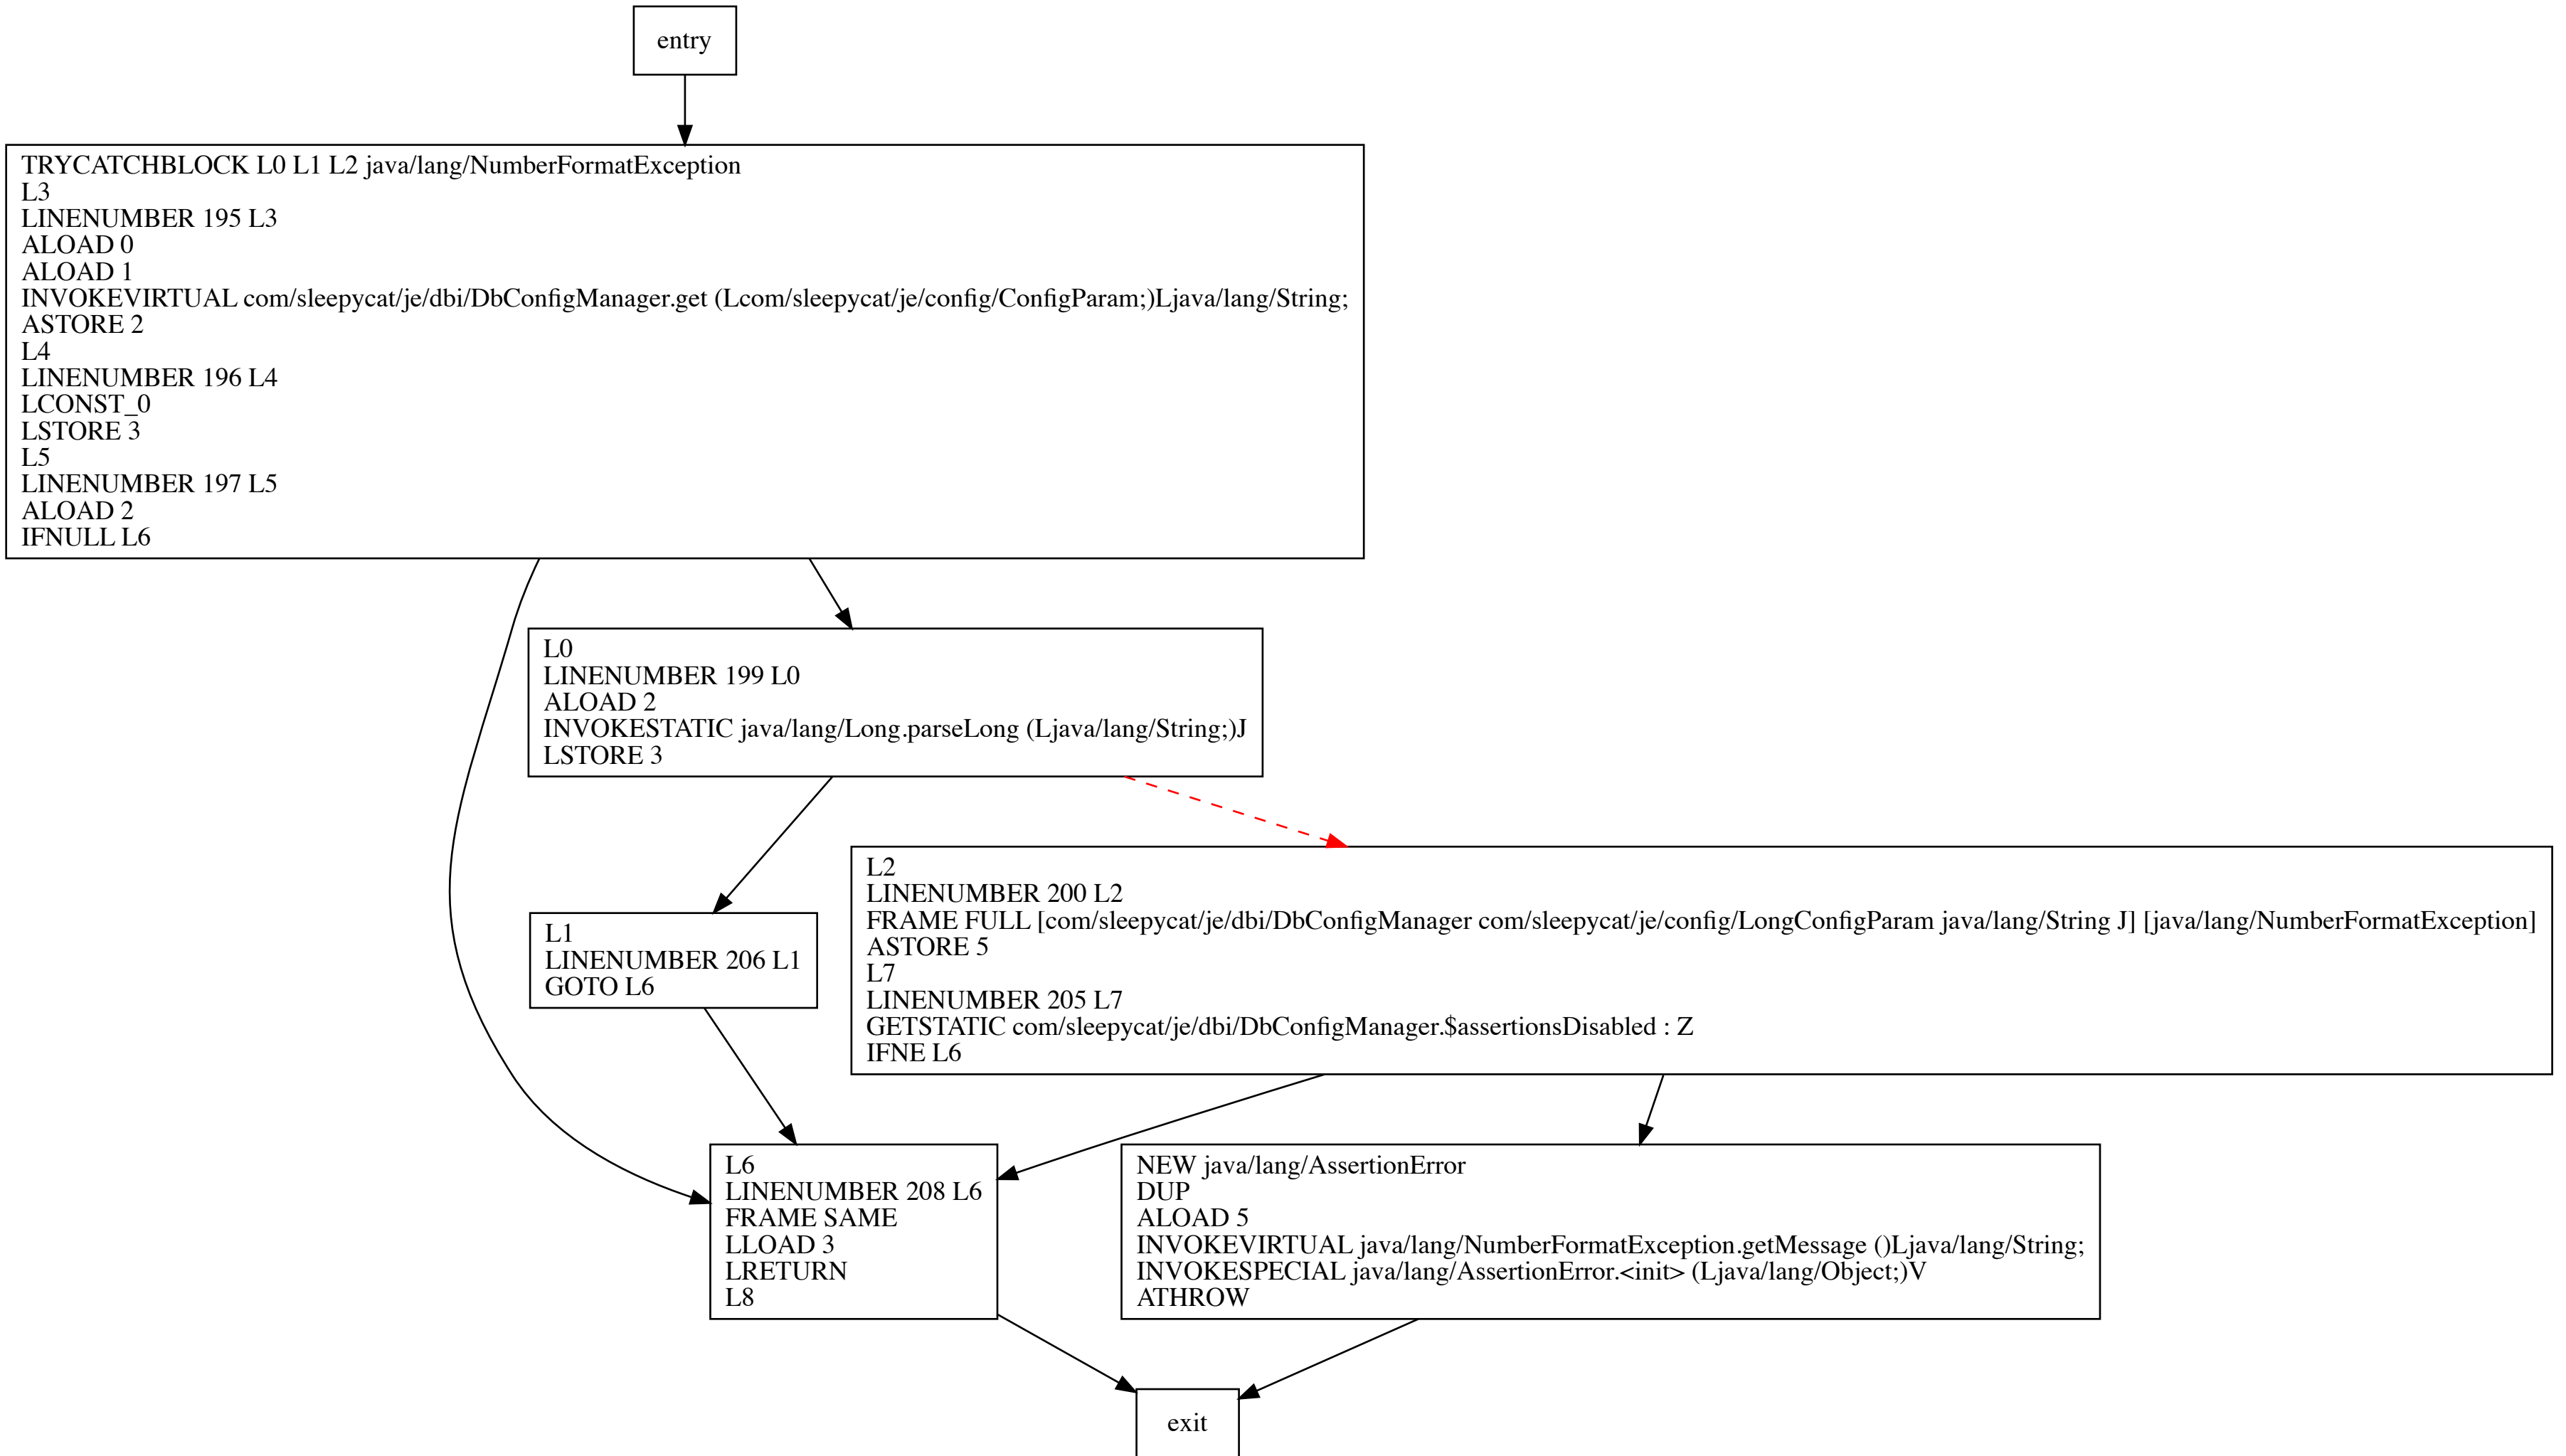 entry
TRYCATCHBLOCK L0 L1 L2 java/lang/NumberFormatException
L3
LINENUMBER 195 L3
ALOAD 0
ALOAD 1
INVOKEVIRTUAL com/sleepycat/je/dbi/DbConfigManager.get (Lcom/sleepycat/je/config/ConfigParam;)Ljava/lang/String;
ASTORE 2
L4
LINENUMBER 196 L4
LCONST_0
LSTORE 3
L5
LINENUMBER 197 L5
ALOAD 2
IFNULL L6
L0
LINENUMBER 199 L0
ALOAD 2
INVOKESTATIC java/lang/Long.parseLong (Ljava/lang/String;)J
LSTORE 3
L1
LINENUMBER 206 L1
GOTO L6
L2
LINENUMBER 200 L2
FRAME FULL [com/sleepycat/je/dbi/DbConfigManager com/sleepycat/je/config/LongConfigParam java/lang/String J] [java/lang/NumberFormatException]
ASTORE 5
L7
LINENUMBER 205 L7
GETSTATIC com/sleepycat/je/dbi/DbConfigManager.$assertionsDisabled : Z
IFNE L6
L6
LINENUMBER 208 L6
FRAME SAME
LLOAD 3
LRETURN
L8
NEW java/lang/AssertionError
DUP
ALOAD 5
INVOKEVIRTUAL java/lang/NumberFormatException.getMessage ()Ljava/lang/String;
INVOKESPECIAL java/lang/AssertionError.<init> (Ljava/lang/Object;)V
ATHROW
exit